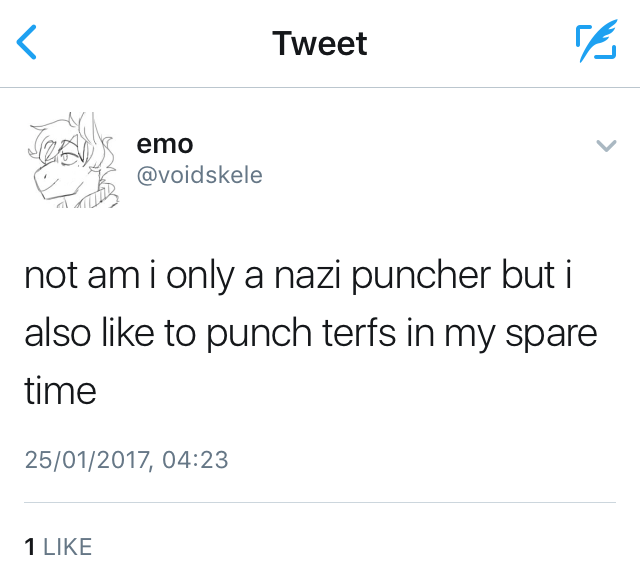 Tweet
emo
@voidskele
not am i only a nazi puncher but i
also like to punch terfs in my spare
time
25/01/2017, 04:23
1 LIKE